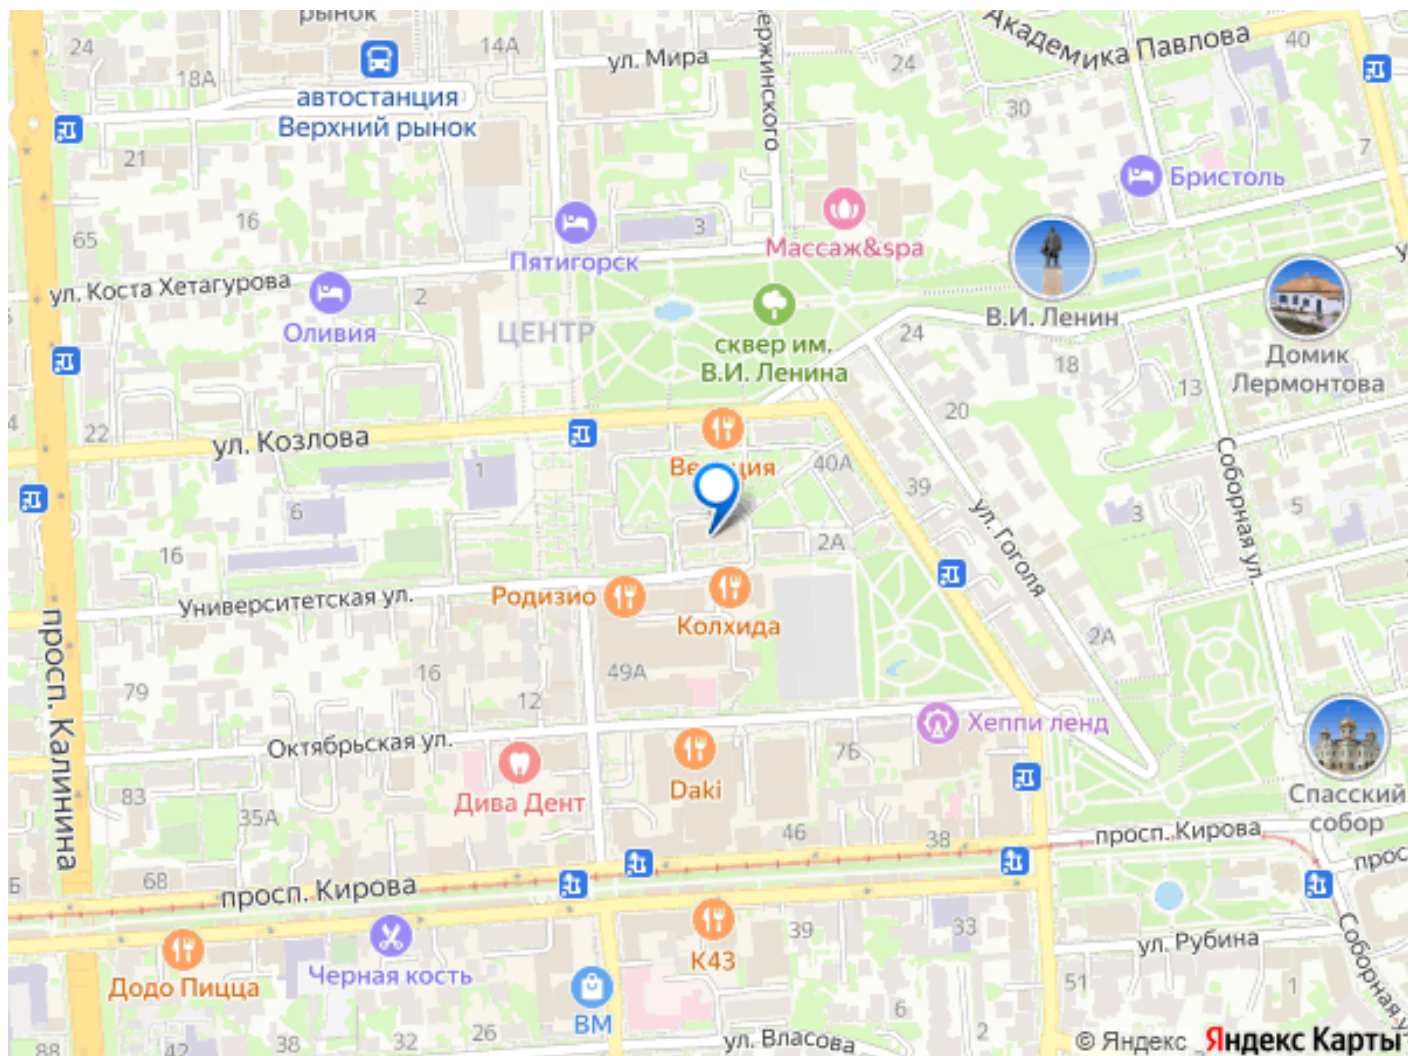 рынок
24
14А
ул. Мира
Дзержинского
24
Академика Павлова
40
18А
автостанция
Верхний рынок
30
21
7
Бристоль
16
3
65
Массаж&spa
Пятигорск
ул. Коста Хетагурова
2
Оливия
ЦЕНТР
сквер им.
В.И. Ленина
В.И. Ленин
24
18
Домик
Лермонтова
13
20
4
22
ул. Козлова
1
40А
39
Соборная ул.
6
5
3
16
2А
ул. Гоголя
Университетская ул.
Родизио
Колхида
2А
просп. Калинина
49А
16
79
12
Октябрьская ул.
Хеппи ленд
7Б
Дива Дент
Daki
83
35А
Спасский
собор
46
38
просп. Кирова
68
просп. Кирова
К43
39
33
ул. Рубина
Соборная
Черная кость
Додо Пицца
51
1
ВМ
6
2
88
42
38
32
26
ул. Власова
© Яндекс Яндекс Карты